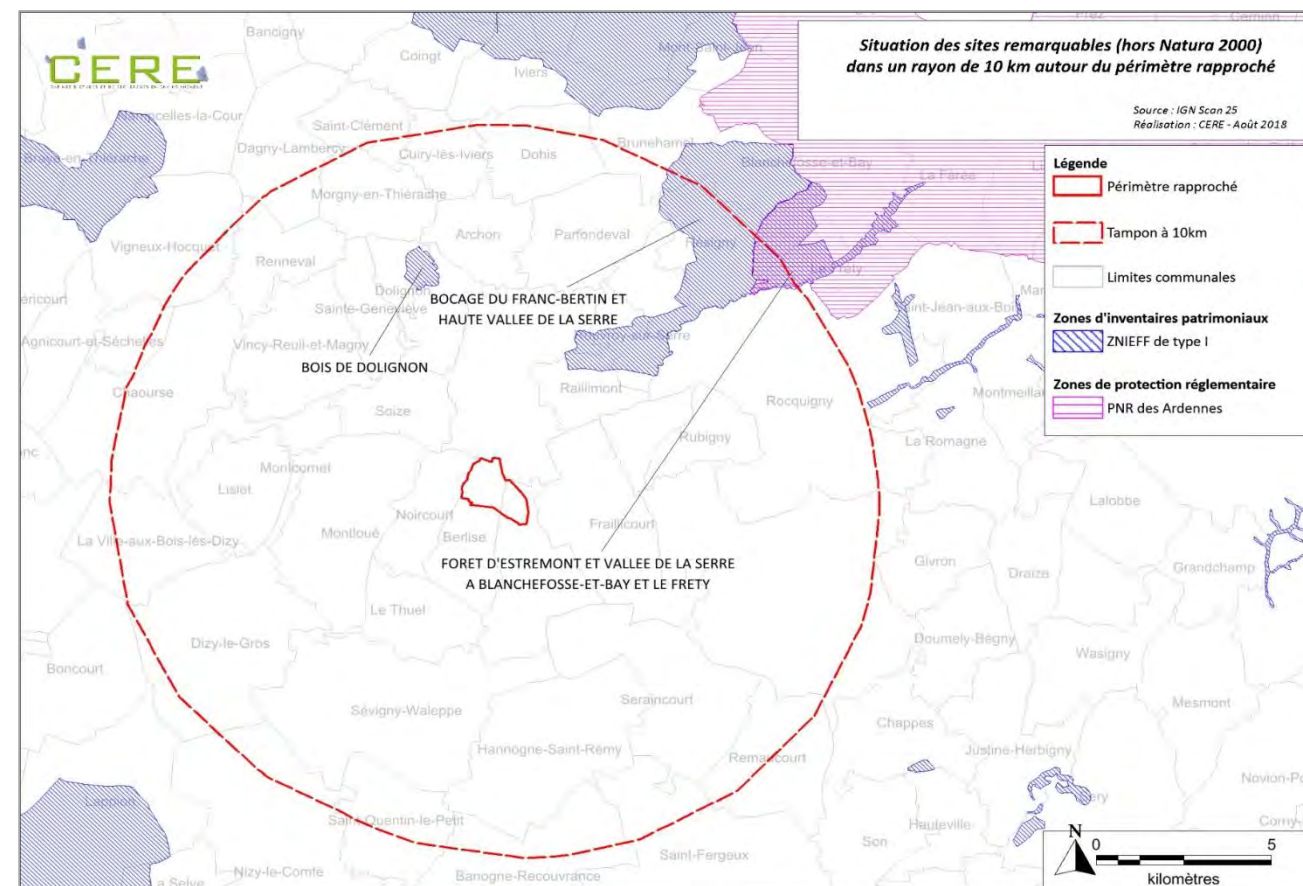 CERE
Situation des sites remarquables (hors Natura 2000)
dans un rayon de 10 km autour du périmètre rapproché
Source : IGN Scan 25
Réalisation : CERE - Août 2018
Légende
Périmètre rapproché
Tampon à 10km
Limites communales
Zones d'inventaires patrimoniaux
ZNIEFF de type I
Zones de protection réglementaire
PNR des Ardennes
Bancigny
Coingt
Iviers
Mont-Saint-Jean
Saint-Clément
Dagny-Lambercy
Cuiry-lès-Iviers
Dohis
Brunehamel
Morgny-en-Thiérache
Vigneux-Hocquet
Archon
Parfondeval
Renneval
Dolignon
Sainte-Geneviève
BOCAGE DU FRANC-BERTIN ET
HAUTE VALLEE DE LA SERRE
Vincy-Reuil-et-Magny
BOIS DE DOLIGNON
Agnicourt-et-Séchelles
Chaourse
Soize
Raillimont
Rocquigny
Rubigny
La Romagne
Montcornet
Lislet
Noircourt
Montloué
Berlise
Fraillicourt
Lalobbe
La Ville-aux-Bois-lès-Dizy
FORET D'ESTREMONT ET VALLEE DE LA SERRE
A BLANCHEFOSSE-ET-BAY ET LE FRETY
Givron
Draize
Grandchamp
Le Thuel
Dizy-le-Gros
Boncourt
Doumely-Bégny
Wasigny
Mesmont
Sévigny-Waleppe
Seraincourt
Chappes
Hannogne-Saint-Rémy
Remaucourt
Justine-Herbigny
Lappion
Saint-Quentin-le-Petit
Son
Hauteville
Nizy-le-Comte
Banogne-Recouvrance
Saint-Fergeux
N
0
5
kilomètres